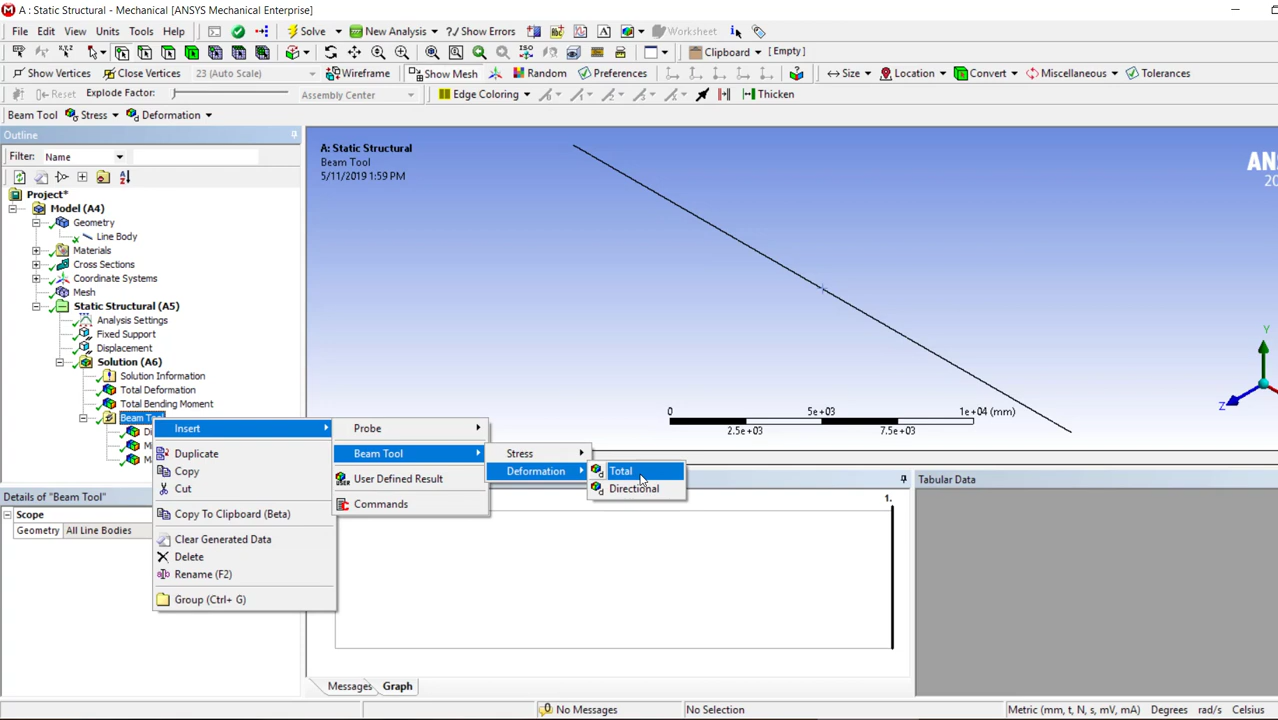 A : Static Structural - Mechanical [ANSYS Mechanical Enterprise]
File Edit View Units Tools Help Solve New Analysis ?/ Show Errors Worksheet
Clipboard [Empty]
Show Vertices Close Vertices 23 (Auto Scale) Wireframe Show Mesh Random Preferences Size Location Convert Miscellaneous Tolerances
Reset Explode Factor: Assembly Center Edge Coloring Thicken
Beam Tool Stress Deformation
Outline
Filter: Name
Project*
Model (A4)
Geometry
Line Body
Materials
Cross Sections
Coordinate Systems
Mesh
Static Structural (A5)
Analysis Settings
Fixed Support
Displacement
Solution (A6)
Solution Information
Total Deformation
Total Bending Moment
Beam Tool
Di
M
M
Details of "Beam Tool"
Scope
Geometry All Line Bodies
Insert
Duplicate
Copy
Cut
Copy To Clipboard (Beta)
Clear Generated Data
Delete
Rename (F2)
Group (Ctrl+ G)
Probe
Beam Tool
User Defined Result
Commands
Stress
Deformation
Total
Directional
A: Static Structural
Beam Tool
5/11/2019 1:59 PM
ANS
20
Y
Z
0 5e+03 1e+04 (mm)
2.5e+03 7.5e+03
1.
Tabular Data
Messages Graph
No Messages No Selection Metric (mm, t, N, s, mV, mA) Degrees rad/s Celsius